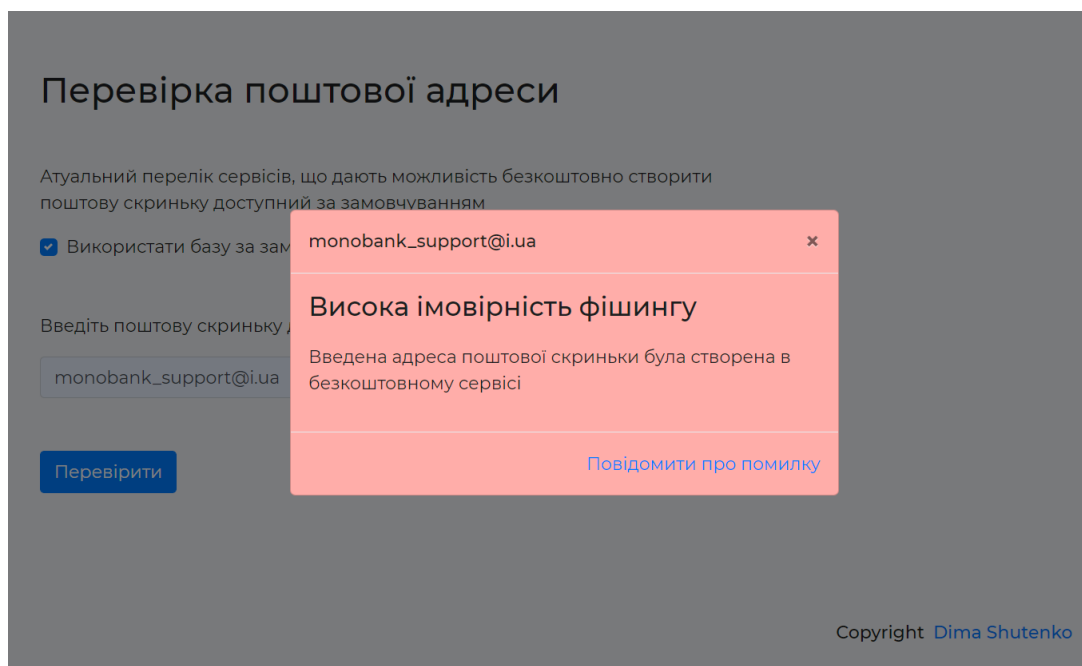 Перевірка поштової адреси
Атуальний перелік сервісів, що дають можливість безкоштовно створити
поштову скриньку доступний за замовчуванням
Використати базу за зам
monobank_support@i.ua ×
Висока імовірність фішингу
Введена адреса поштової скриньки була створена в
безкоштовному сервісі
Повідомити про помилку
Введіть поштову скриньку
monobank_support@i.ua
Перевірити
Copyright Dima Shutenko